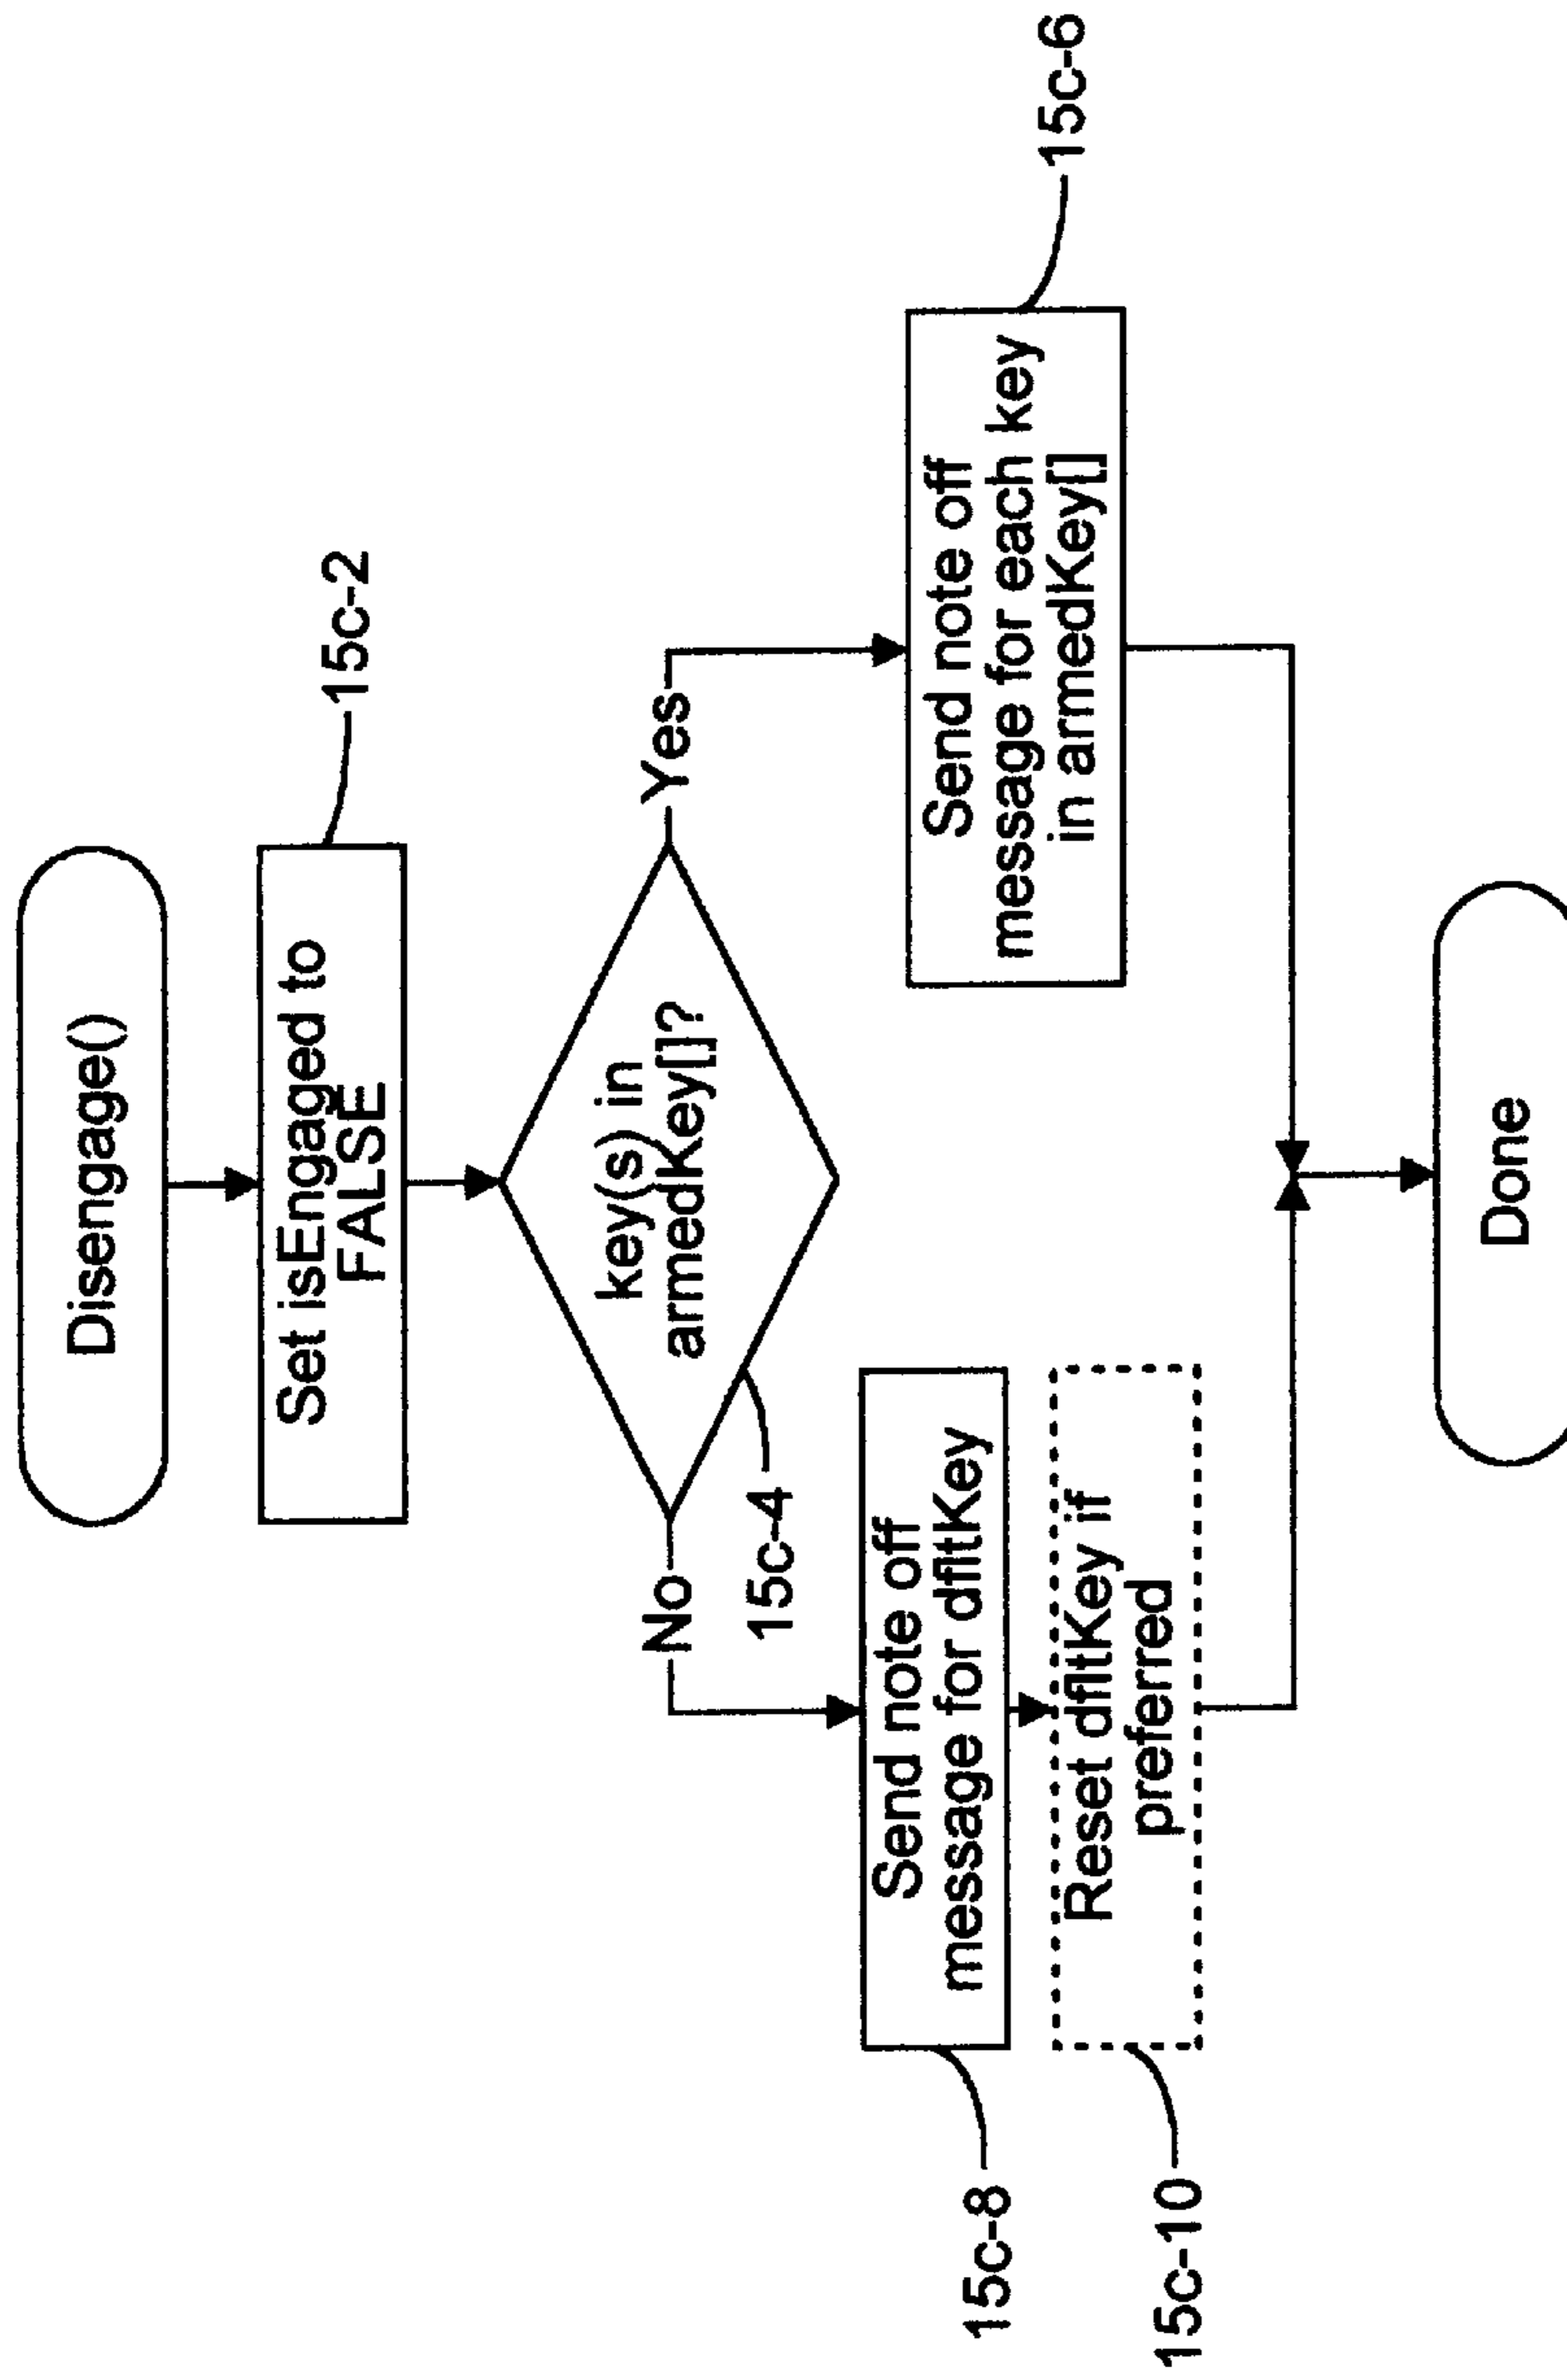 Disengage()
Set isEngaged to
FALSE
15c-2
key(s) in
armedKey[]?
No
Yes
15c-4
Send note off
message for dfltKey
15c-8
Send note off
message for each key
in armedKey[]
15c-6
Reset dfltKey if
preferred
15c-10
Done